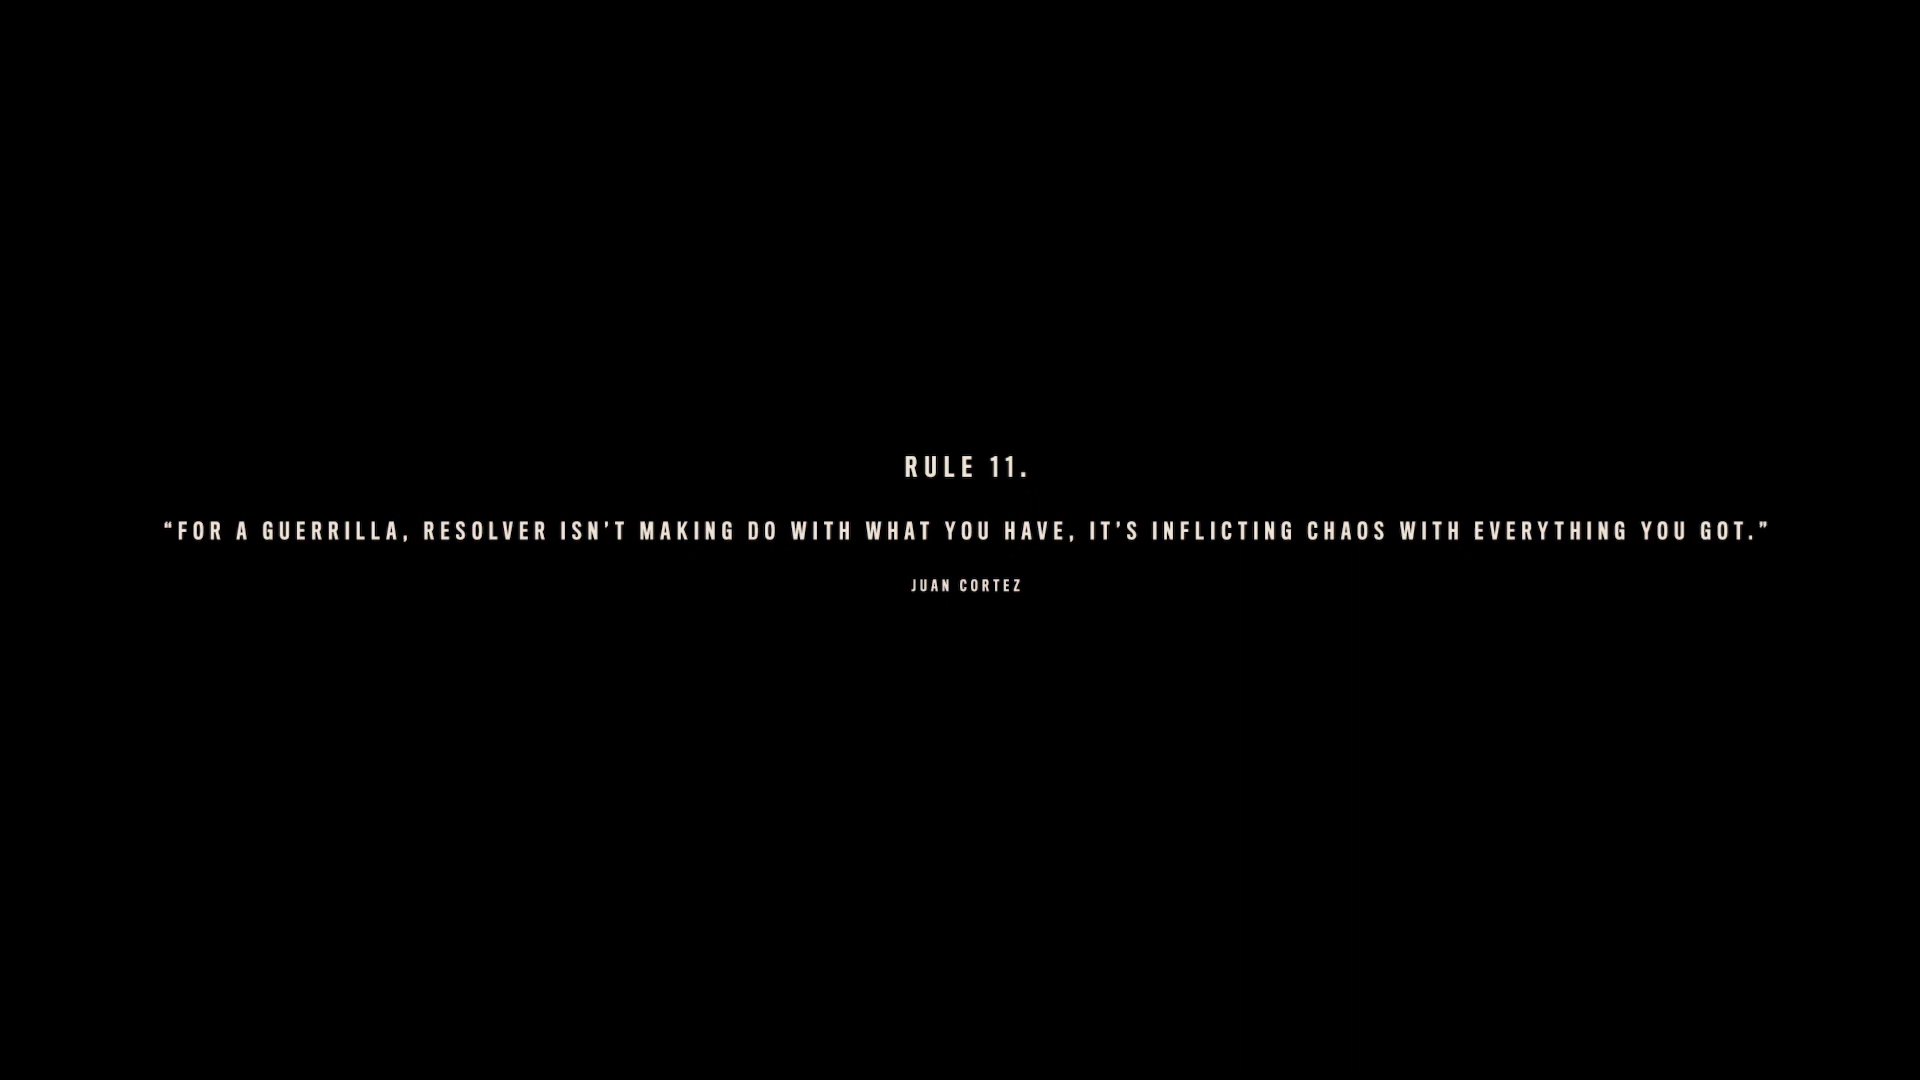 RULE 11.
“FOR A GUERRILLA, RESOLVER ISN’T MAKING DO WITH WHAT YOU HAVE, IT’S INFLICTING CHAOS WITH EVERYTHING YOU GOT.”
JUAN CORTEZ